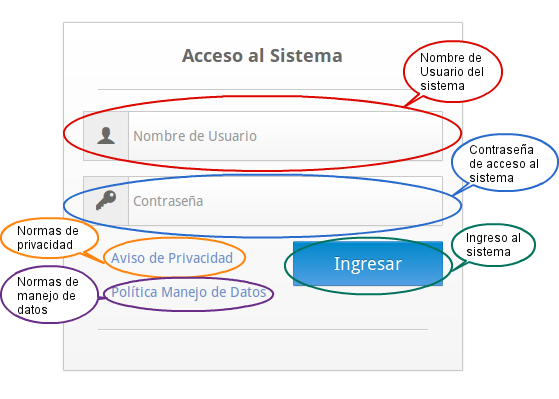 Acceso al Sistema
Nombre de
Usuario del
sistema
Nombre de Usuario
Contraseña
de acceso al
sistema
Contraseña
Normas de
privacidad
Aviso de Privacidad
Ingresar
Ingreso al
sistema
Normas de
manejo de
datos
Política Manejo de Datos